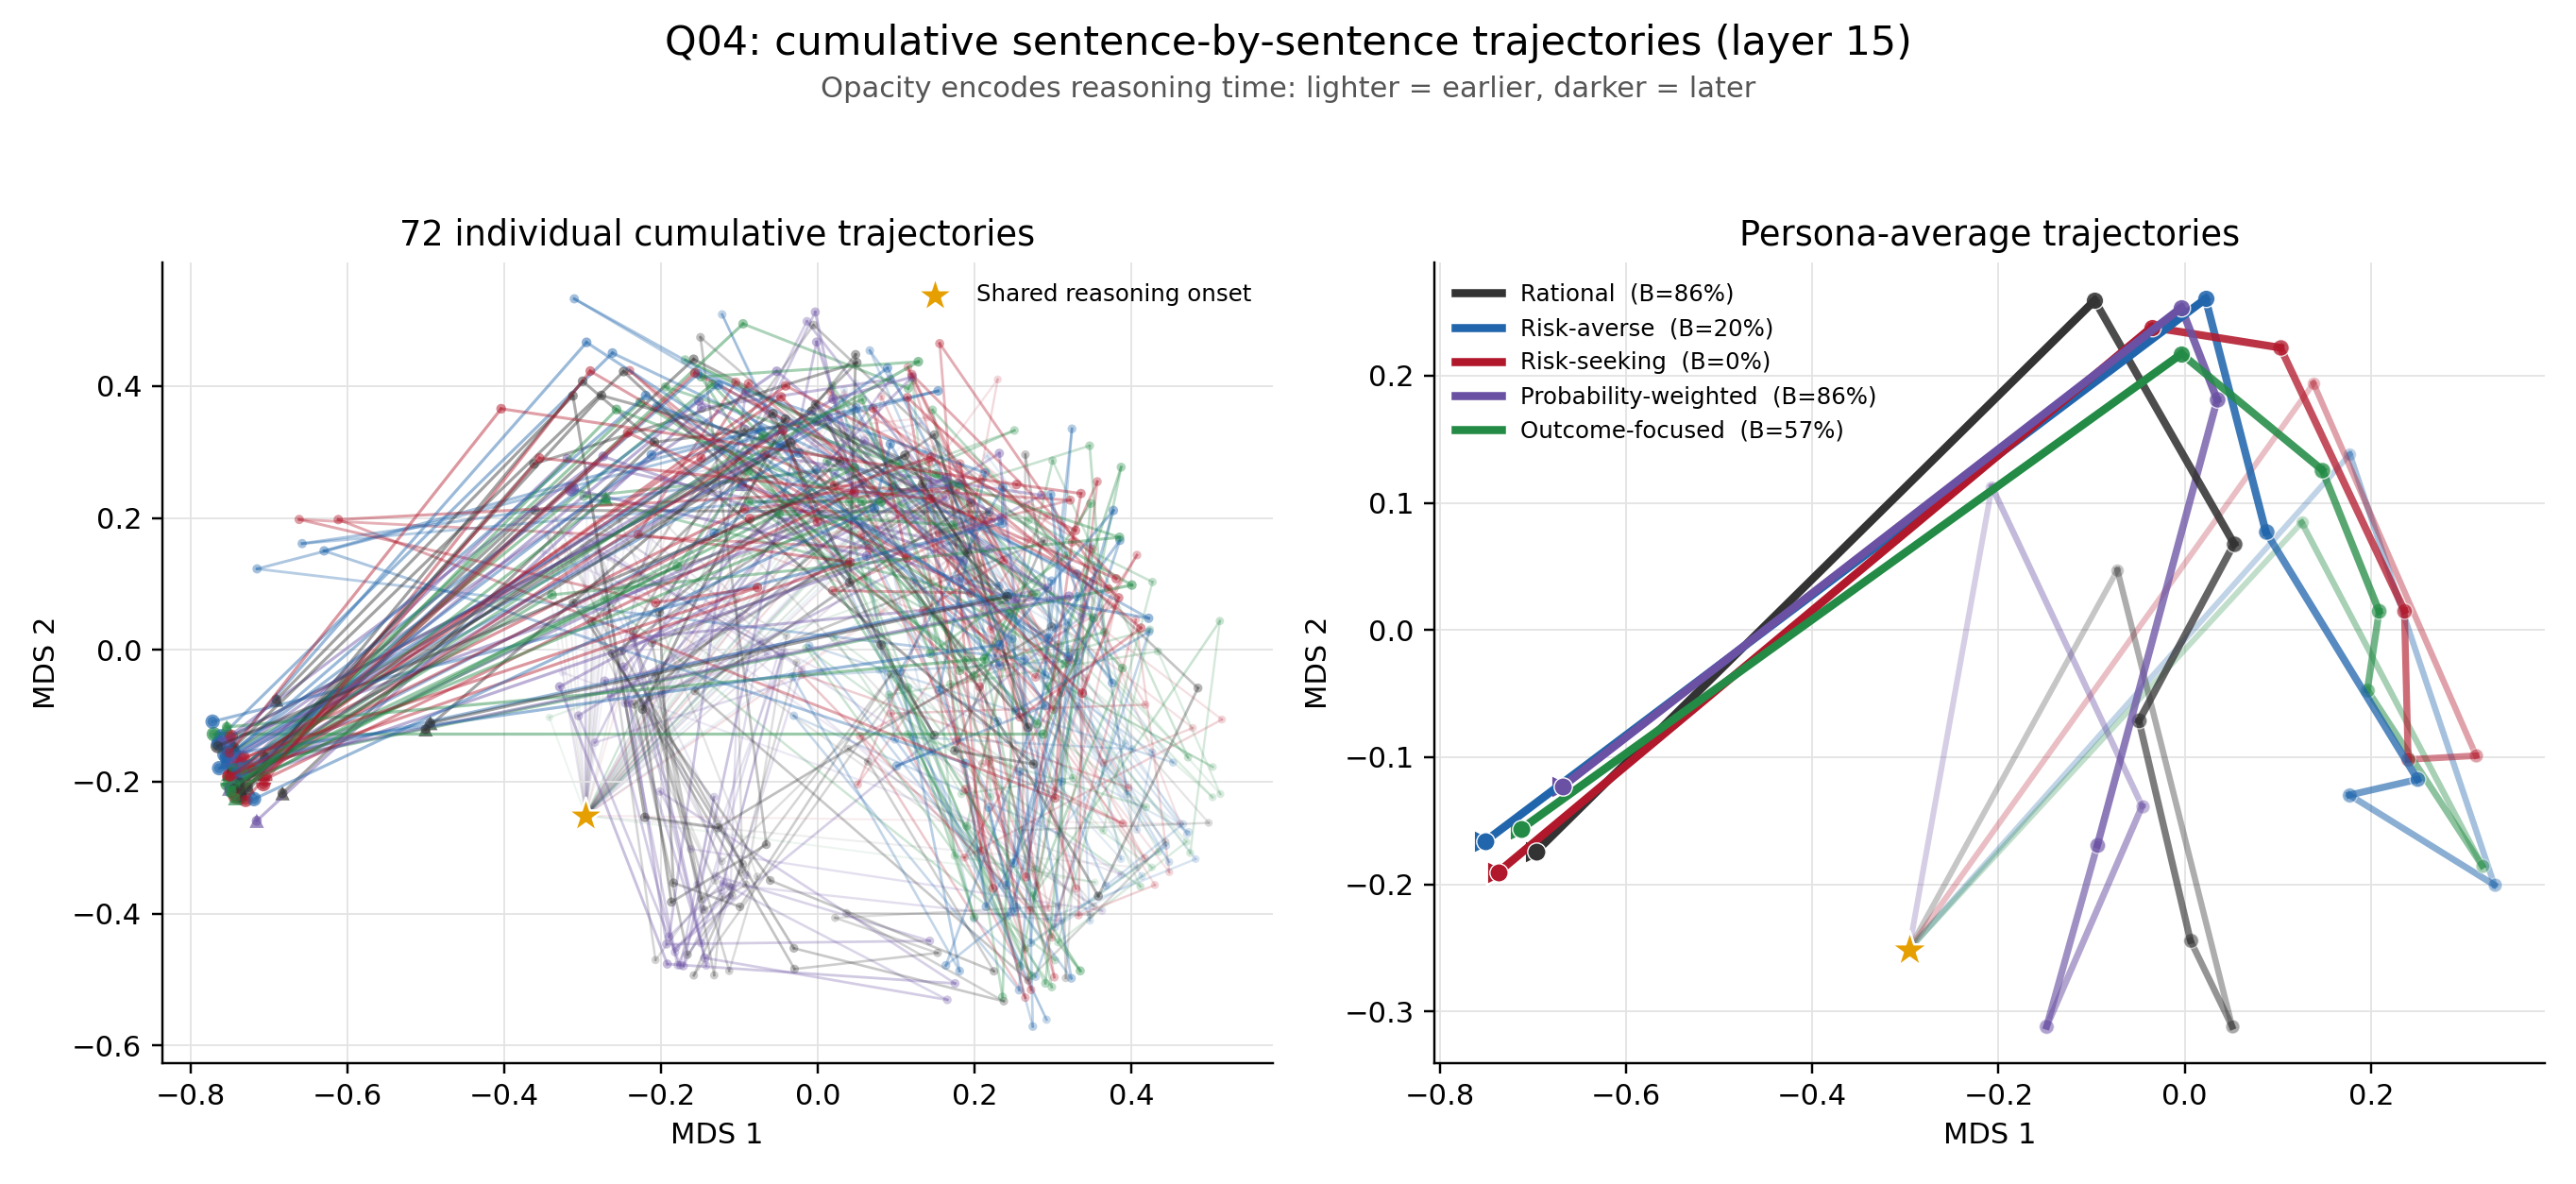 Q04: cumulative sentence-by-sentence trajectories (layer 15)
Opacity encodes reasoning time: lighter = earlier, darker = later
72 individual cumulative trajectories
Shared reasoning onset
MDS 2
0.4
0.2
0.0
−0.2
−0.4
−0.6
−0.8
−0.6
−0.4
−0.2
0.0
0.2
0.4
MDS 1
Persona-average trajectories
Rational (B=86%)
Risk-averse (B=20%)
Risk-seeking (B=0%)
Probability-weighted (B=86%)
Outcome-focused (B=57%)
MDS 2
0.2
0.1
0.0
−0.1
−0.2
−0.3
−0.8
−0.6
−0.4
−0.2
0.0
0.2
MDS 1